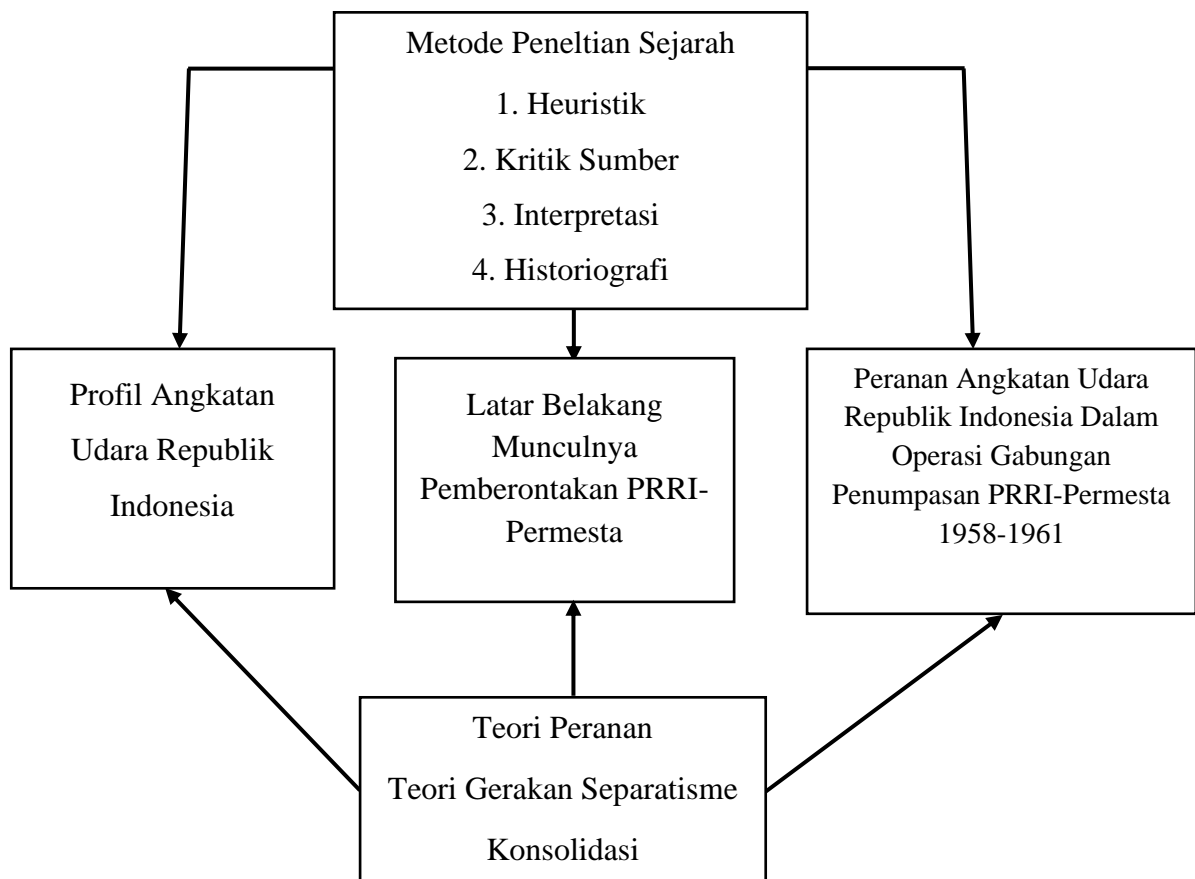 Metode Peneltian Sejarah
1. Heuristik
2. Kritik Sumber
3. Interpretasi
4. Historiografi
Profil Angkatan
Udara Republik
Indonesia
Latar Belakang
Munculnya
Pemberontakan PRRI-
Permesta
Peranan Angkatan Udara
Republik Indonesia Dalam
Operasi Gabungan
Penumpasan PRRI-Permesta
1958-1961
Teori Peranan
Teori Gerakan Separatisme
Konsolidasi